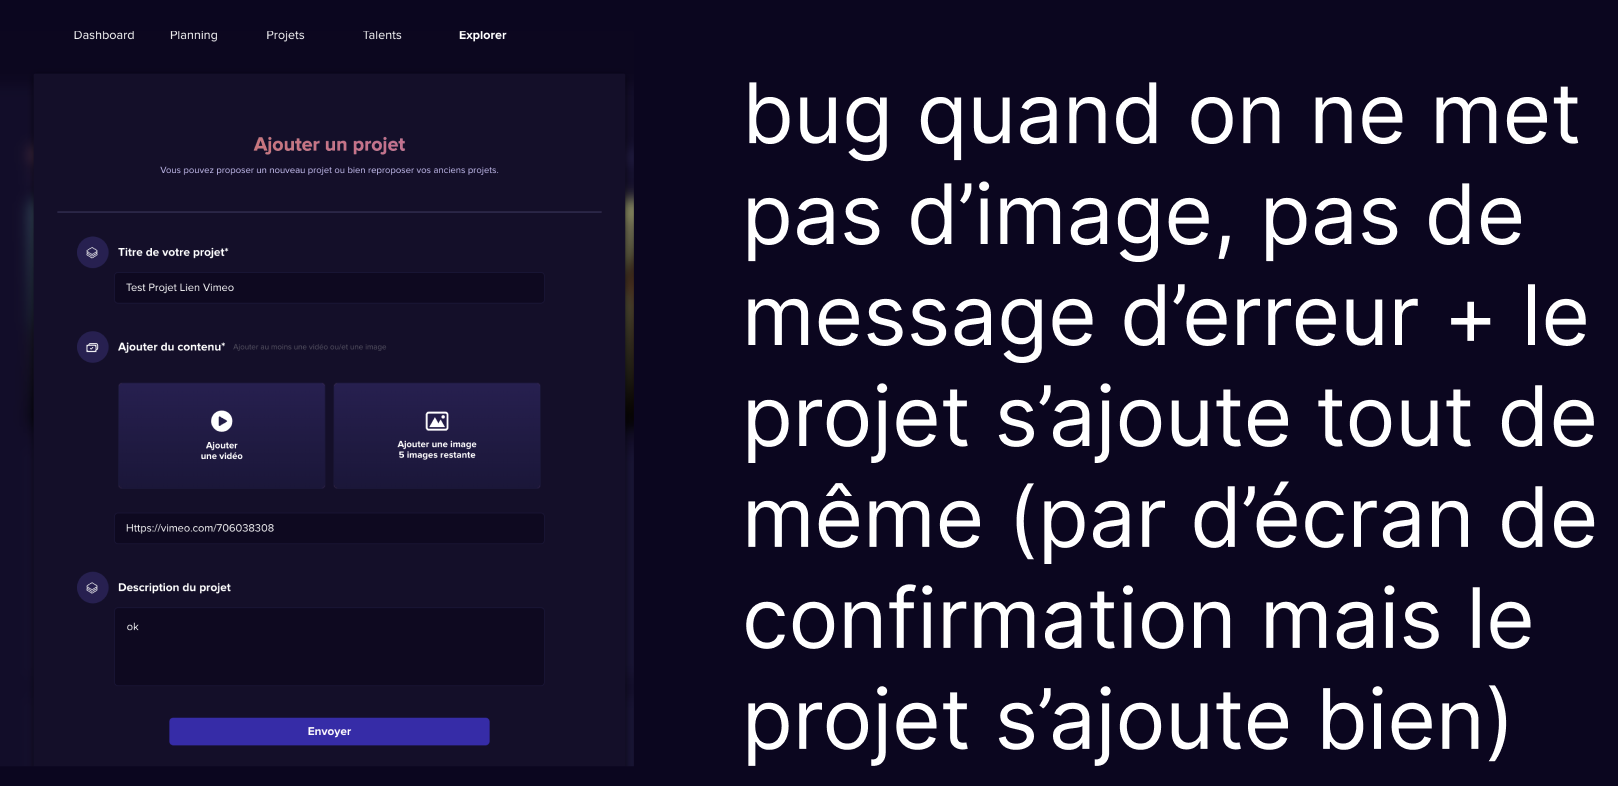 Dashboard Planning Projets Talents Explorer
Ajouter un projet
Vous pouvez proposer un nouveau projet ou bien reproposer vos anciens projets.
Titre de votre projet*
Test Projet Lien Vimeo
Ajouter du contenu* Ajouter au moins une vidéo ou/et une image
Ajouter
une vidéo
Ajouter une image
5 images restante
Https://vimeo.com/706038308
Description du projet
ok
Envoyer
bug quand on ne met
pas d’image, pas de
message d’erreur + le
projet s’ajoute tout de
même (par d’écran de
confirmation mais le
projet s’ajoute bien)